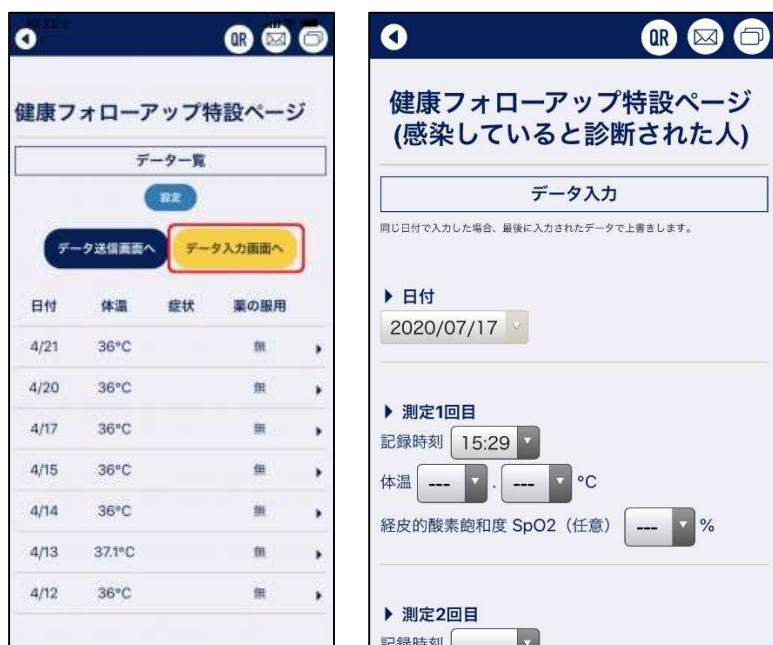 QR
健康フォローアップ特設ページ
データ一覧
設定
データ送信画面へ
データ入力画面へ
日付 体温 症状 薬の服用
4/21 36°C 無
4/20 36°C 無
4/17 36°C 無
4/15 36°C 無
4/14 36°C 無
4/13 37.1°C 無
4/12 36°C 無
QR
健康フォローアップ特設ページ
(感染していると診断された人)
データ入力
同じ日付で入力した場合、最後に入力されたデータで上書きします。
日付
2020/07/17
測定1回目
記録時刻 15:29
体温 --- . --- °C
経皮的酸素飽和度 SpO2（任意） --- %
測定2回目
記録時刻